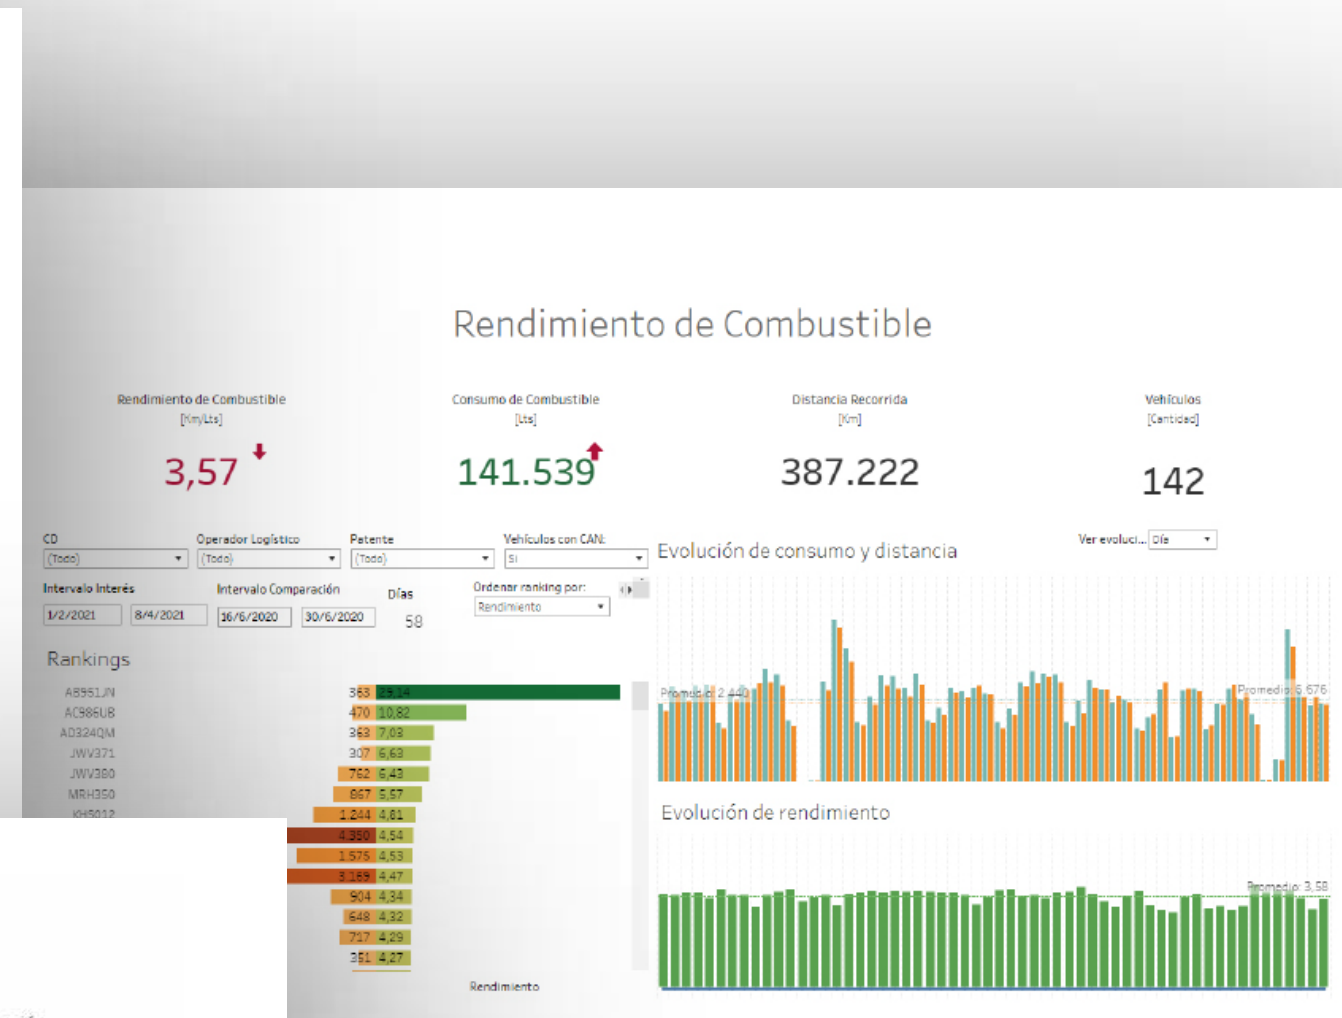 Rendimiento de Combustible
Rendimiento de Combustible
[Km/Lts]
3,57
Consumo de Combustible
[Lts]
141.539
Distancia Recorrida
[Km]
387.222
Vehículos
[Cantidad]
142
CD
(Todo)
Operador Logístico
(Todo)
Patente
(Todo)
Vehículos con CAN:
Si
Intervalo Interés
1/2/2021 8/4/2021
Intervalo Comparación
16/6/2020 30/6/2020
Días
58
Ordenar ranking por:
Rendimiento
Rankings
AB951JN 363 29,14
AC986UB 470 10,82
AD324QM 363 7,03
JWV371 307 6,63
JWV380 762 6,43
MRH350 867 5,57
1.244 4,81
4.350 4,54
1.575 4,53
3.169 4,47
904 4,34
648 4,32
717 4,29
351 4,27
Rendimiento
Evolución de consumo y distancia
Ver evoluci... Día
Promedio: 2.440
Promedio: 6.676
Evolución de rendimiento
Promedio: 3,58